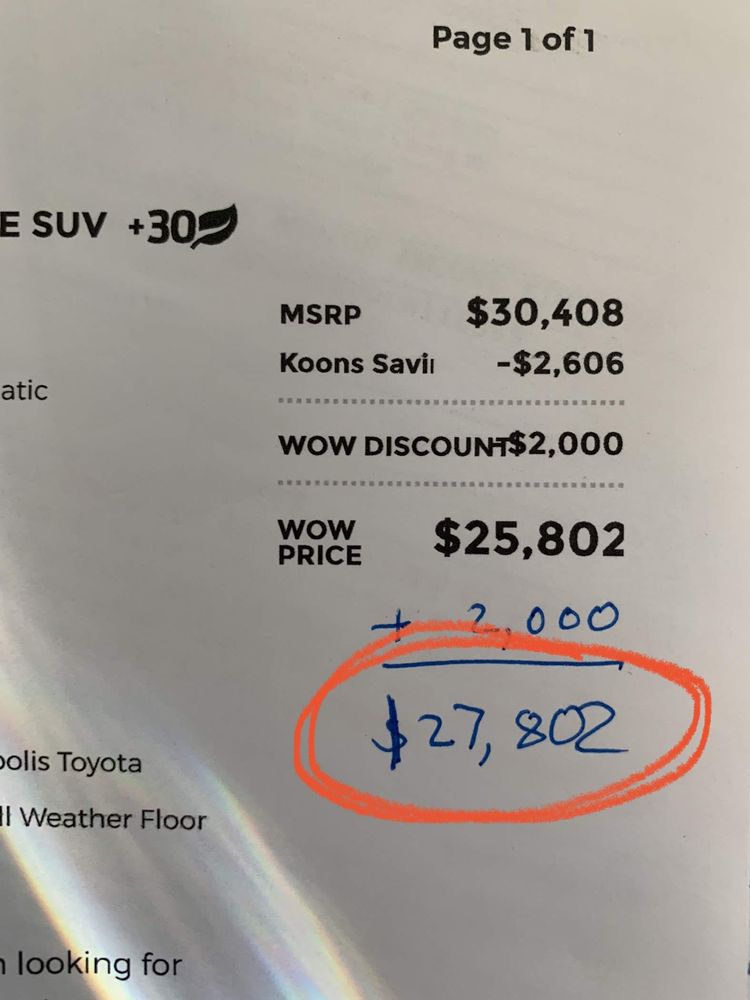 Page 1 of 1
E SUV +30
MSRP $30,408
Koons Savi -$2,606
atic
WOW DISCOUNT-$2,000
WOW PRICE $25,802
+ 2,000
$27,802
polis Toyota
ll Weather Floor
looking for